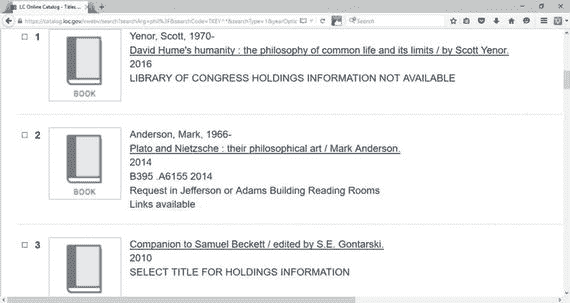 LC Online Catalog - Titles
https://catalog.loc.gov/vwebv/search?searchArg=phil%3F&searchCode=TKEY^*&searchType=1&yearOptio
Search
1
Yenor, Scott, 1970-
David Hume's humanity : the philosophy of common life and its limits / by Scott Yenor.
2016
BOOK
LIBRARY OF CONGRESS HOLDINGS INFORMATION NOT AVAILABLE
2
Anderson, Mark, 1966-
Plato and Nietzsche : their philosophical art / Mark Anderson.
2014
B395 .A6155 2014
BOOK
Request in Jefferson or Adams Building Reading Rooms
Links available
3
Companion to Samuel Beckett / edited by S.E. Gontarski.
2010
SELECT TITLE FOR HOLDINGS INFORMATION